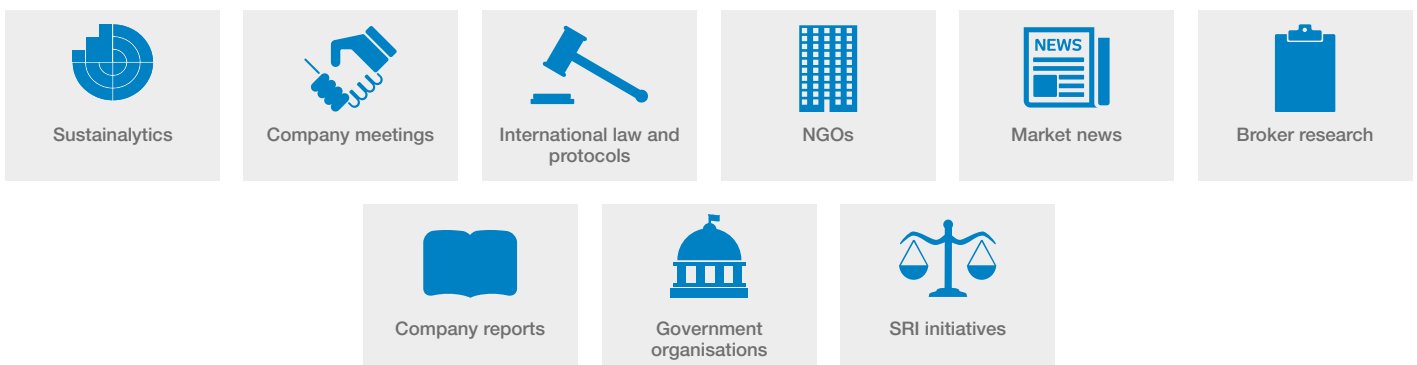 NEWS
Sustainalytics
Company meetings
International law and
protocols
NGOs
Market news
Broker research
Company reports
Government
organisations
SRI initiatives